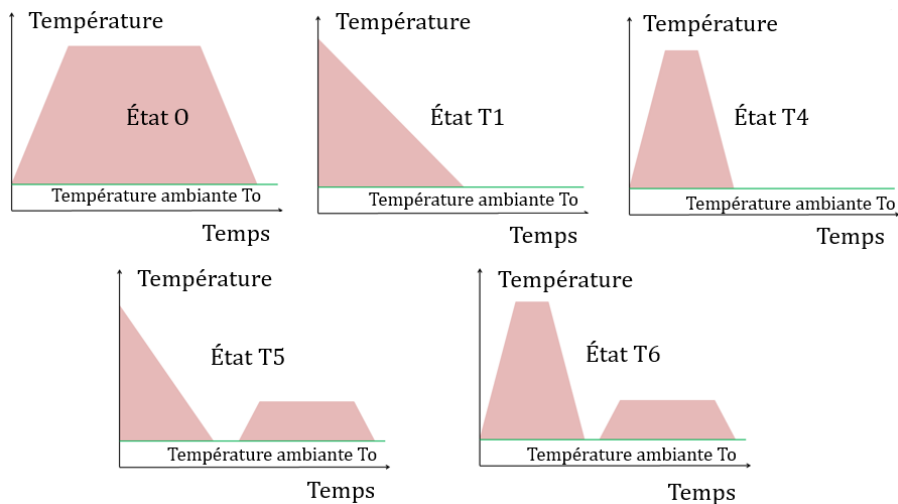 Température
État O
Température ambiante To
Temps
Température
État T1
Température ambiante To
Temps
Température
État T4
Température ambiante To
Temps
Température
État T5
Température ambiante To
Temps
Température
État T6
Température ambiante To
Temps